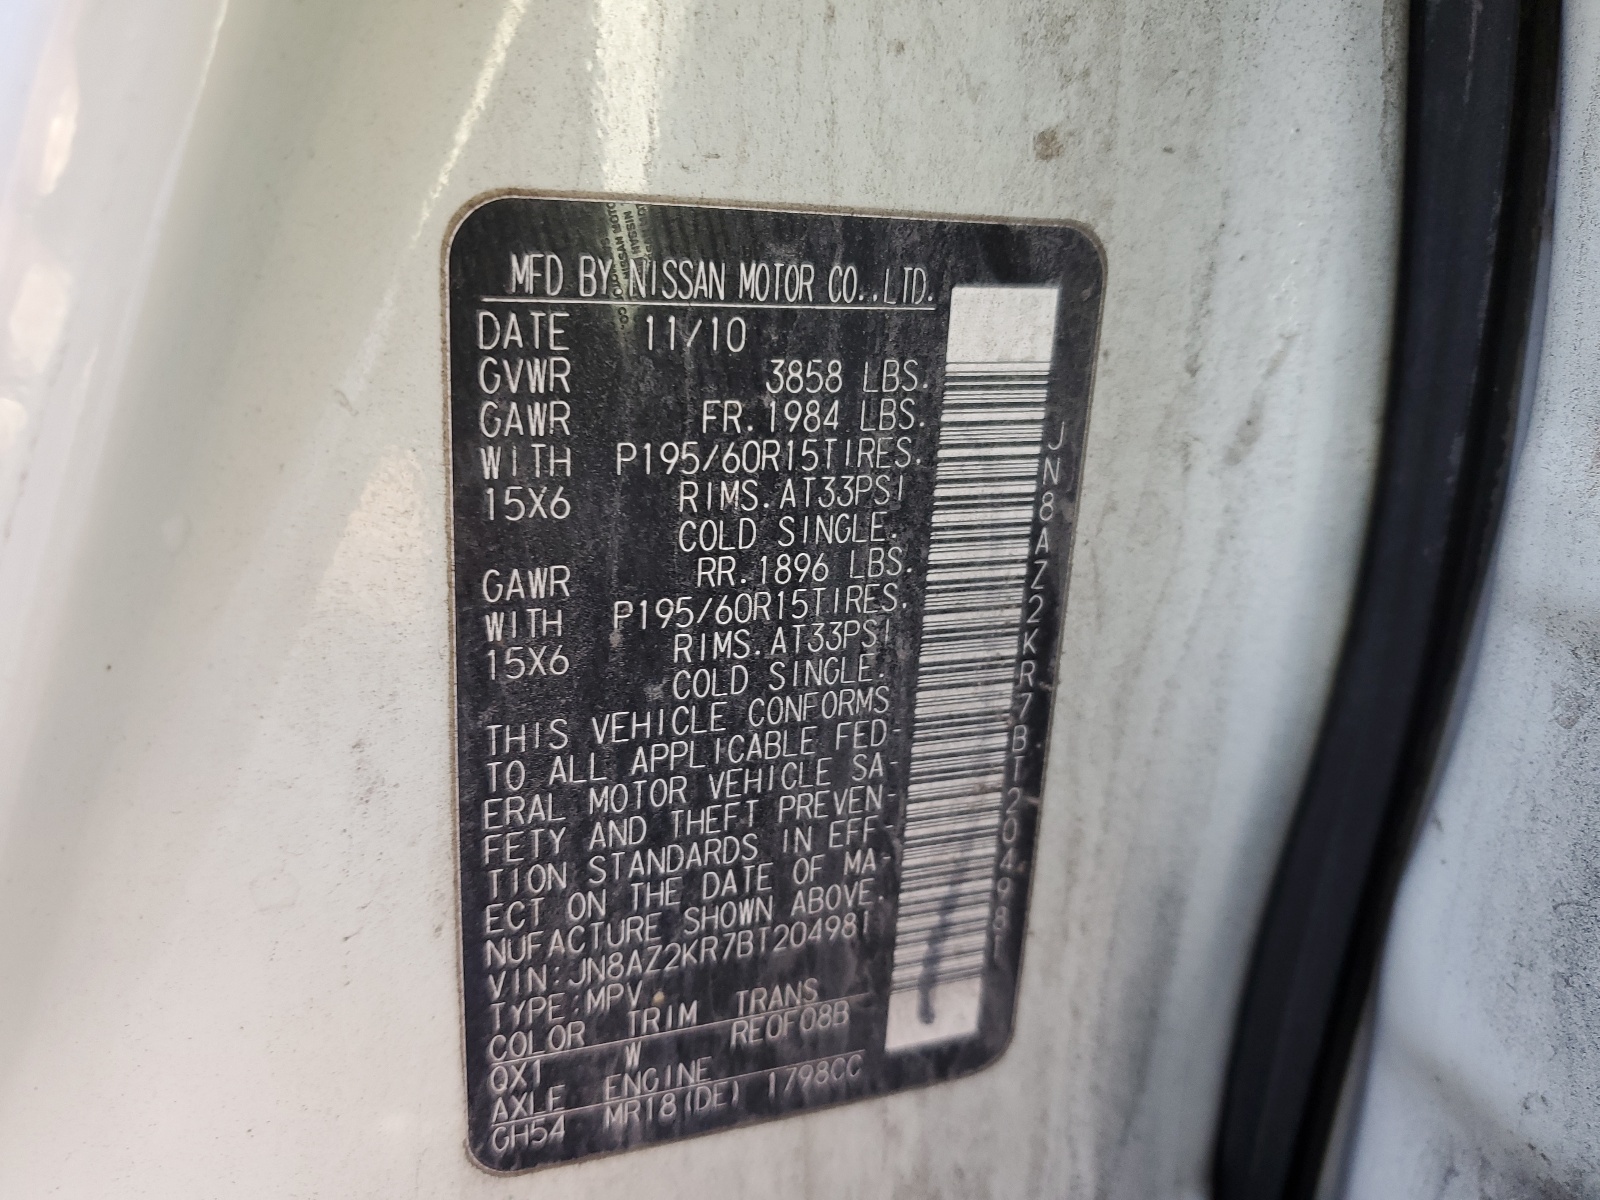 MFD BY NISSAN MOTOR CO.,LTD.
DATE 11/10
GVWR 3858 LBS.
GAWR FR.1984 LBS.
WITH P195/60R15TIRES.
15X6 RIMS.AT33PSI
COLD SINGLE.
GAWR RR.1896 LBS.
WITH P195/60R15TIRES.
15X6 RIMS.AT33PSI
COLD SINGLE.
THIS VEHICLE CONFORMS
TO ALL APPLICABLE FED-
ERAL MOTOR VEHICLE SA-
FETY AND THEFT PREVEN-
TION STANDARDS IN EFF-
ECT ON THE DATE OF MA-
NUFACTURE SHOWN ABOVE.
VIN:JN8AZ2KR7BT204981
TYPE:MPV
COLOR TRIM TRANS
QX1 W RE0F08B
AXLE ENGINE
GH54 MR18(DE) 1798CC
JN8AZ2KR7BT204981